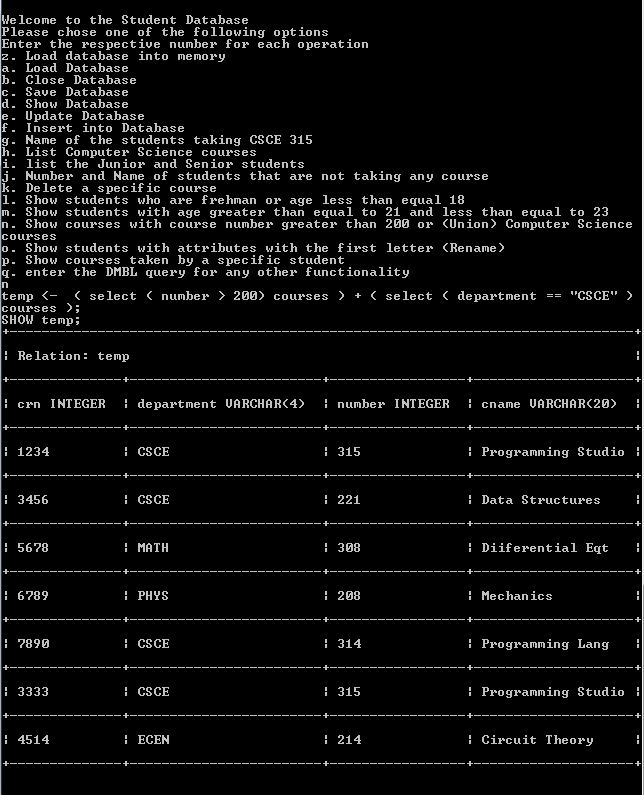 Welcome to the Student Database
Please chose one of the following options
Enter the respective number for each operation
z. Load database into memory
a. Load Database
b. Close Database
c. Save Database
d. Show Database
e. Update Database
f. Insert into Database
g. Name of the students taking CSCE 315
h. List Computer Science courses
i. list the Junior and Senior students
j. Number and Name of students that are not taking any course
k. Delete a specific course
l. Show students who are frehman or age less than equal 18
m. Show students with age greater than equal to 21 and less than equal to 23
n. Show courses with course number greater than 200 or (Union) Computer Science
courses
o. Show students with attributes with the first letter (Rename)
p. Show courses taken by a specific student
q. enter the DMBL query for any other functionality
n
temp <-  ( select ( number > 200) courses ) + ( select ( department == "CSCE" )
courses );
SHOW temp;
| Relation: temp |
| crn INTEGER | department VARCHAR(4) | number INTEGER | cname VARCHAR(20) |
| 1234 | CSCE | 315 | Programming Studio |
| 3456 | CSCE | 221 | Data Structures |
| 5678 | MATH | 308 | Diiferential Eqt |
| 6789 | PHYS | 208 | Mechanics |
| 7890 | CSCE | 314 | Programming Lang |
| 3333 | CSCE | 315 | Programming Studio |
| 4514 | ECEN | 214 | Circuit Theory |